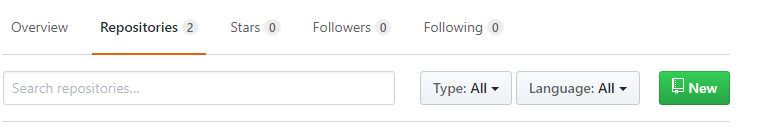 Overview Repositories 2 Stars 0 Followers 0 Following 0
Search repositories... Type: All Language: All New